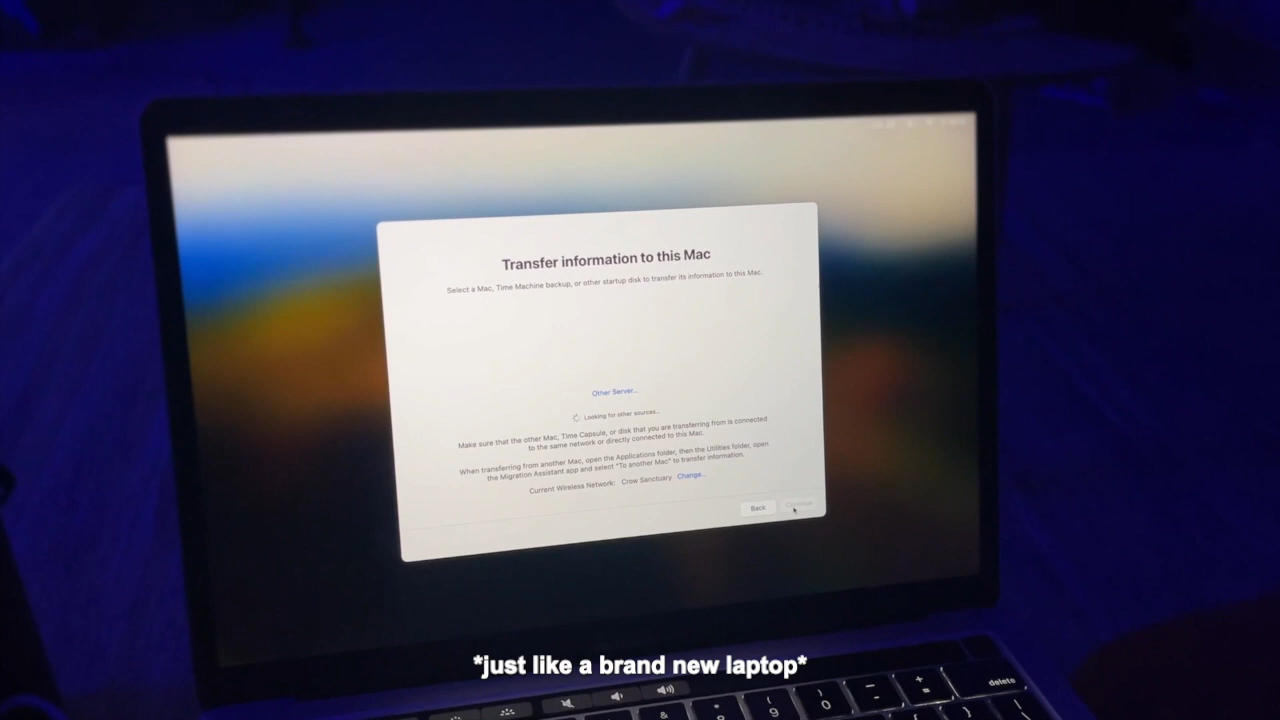 Transfer information to this Mac
Select a Mac, Time Machine backup, or other startup disk to transfer its information to this Mac.
Other Server...
Looking for other sources...
Make sure that the other Mac, Time Capsule, or disk that you are transferring from is connected
to the same network or directly connected to this Mac.
When transferring from another Mac, open the Applications folder, then the Utilities folder, open
the Migration Assistant app and select "To another Mac" to transfer information.
Current Wireless Network: Crow Sanctuary Change...
Back Continue
*just like a brand new laptop*
delete
& * ( 9 ) 0 - + =